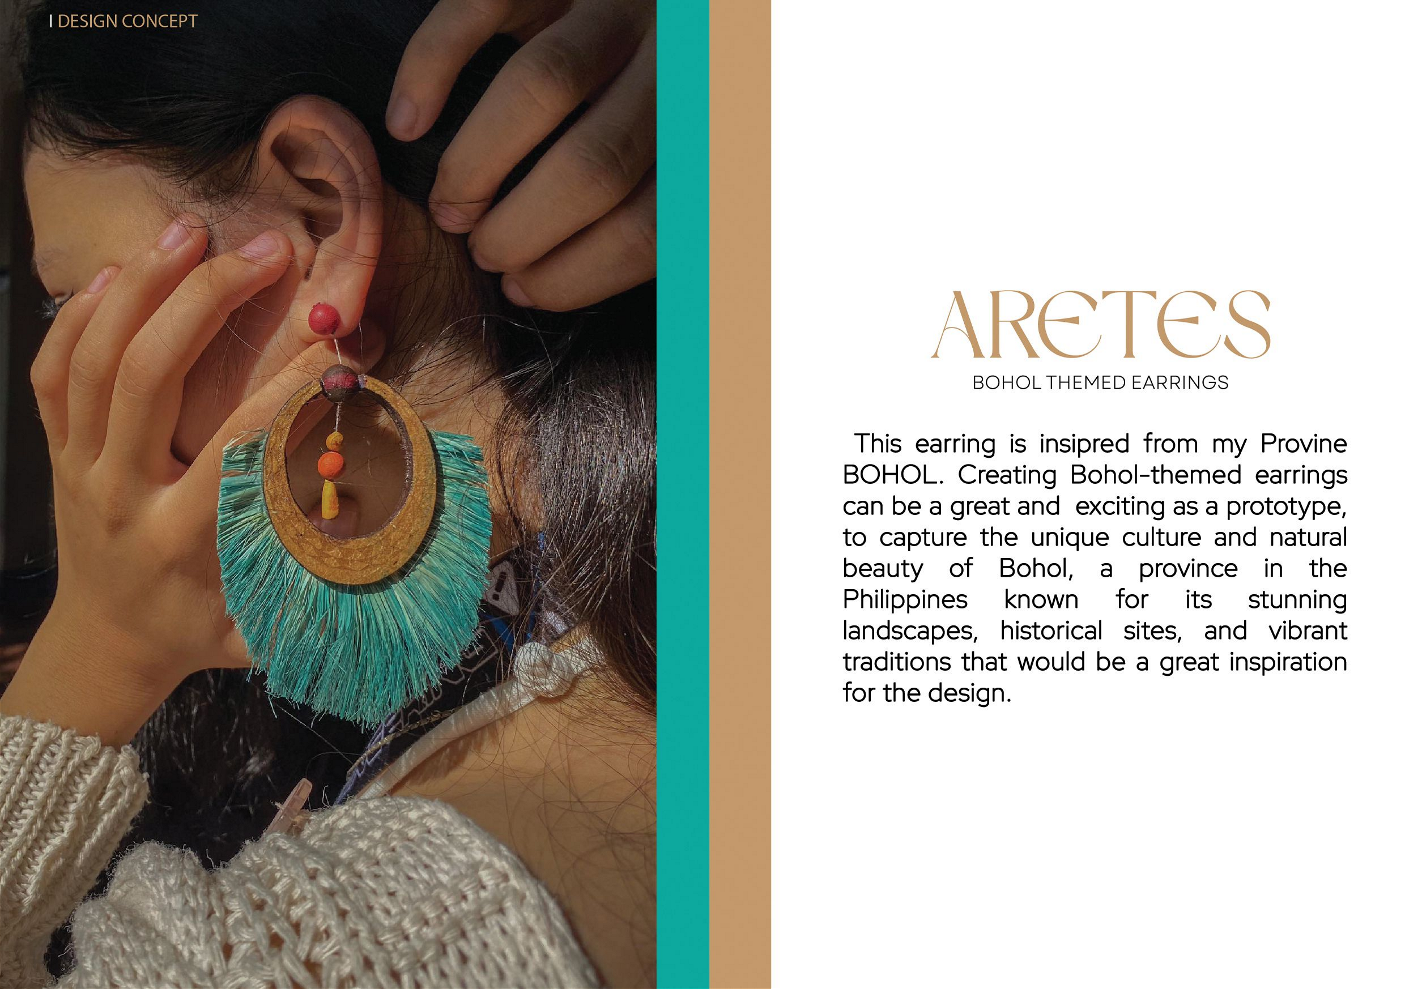 I DESIGN CONCEPT
ARETES
BOHOL THEMED EARRINGS
This earring is insipred from my Provine
BOHOL. Creating Bohol-themed earrings
can be a great and exciting as a prototype,
to capture the unique culture and natural
beauty of Bohol, a province in the
Philippines known for its stunning
landscapes, historical sites, and vibrant
traditions that would be a great inspiration
for the design.